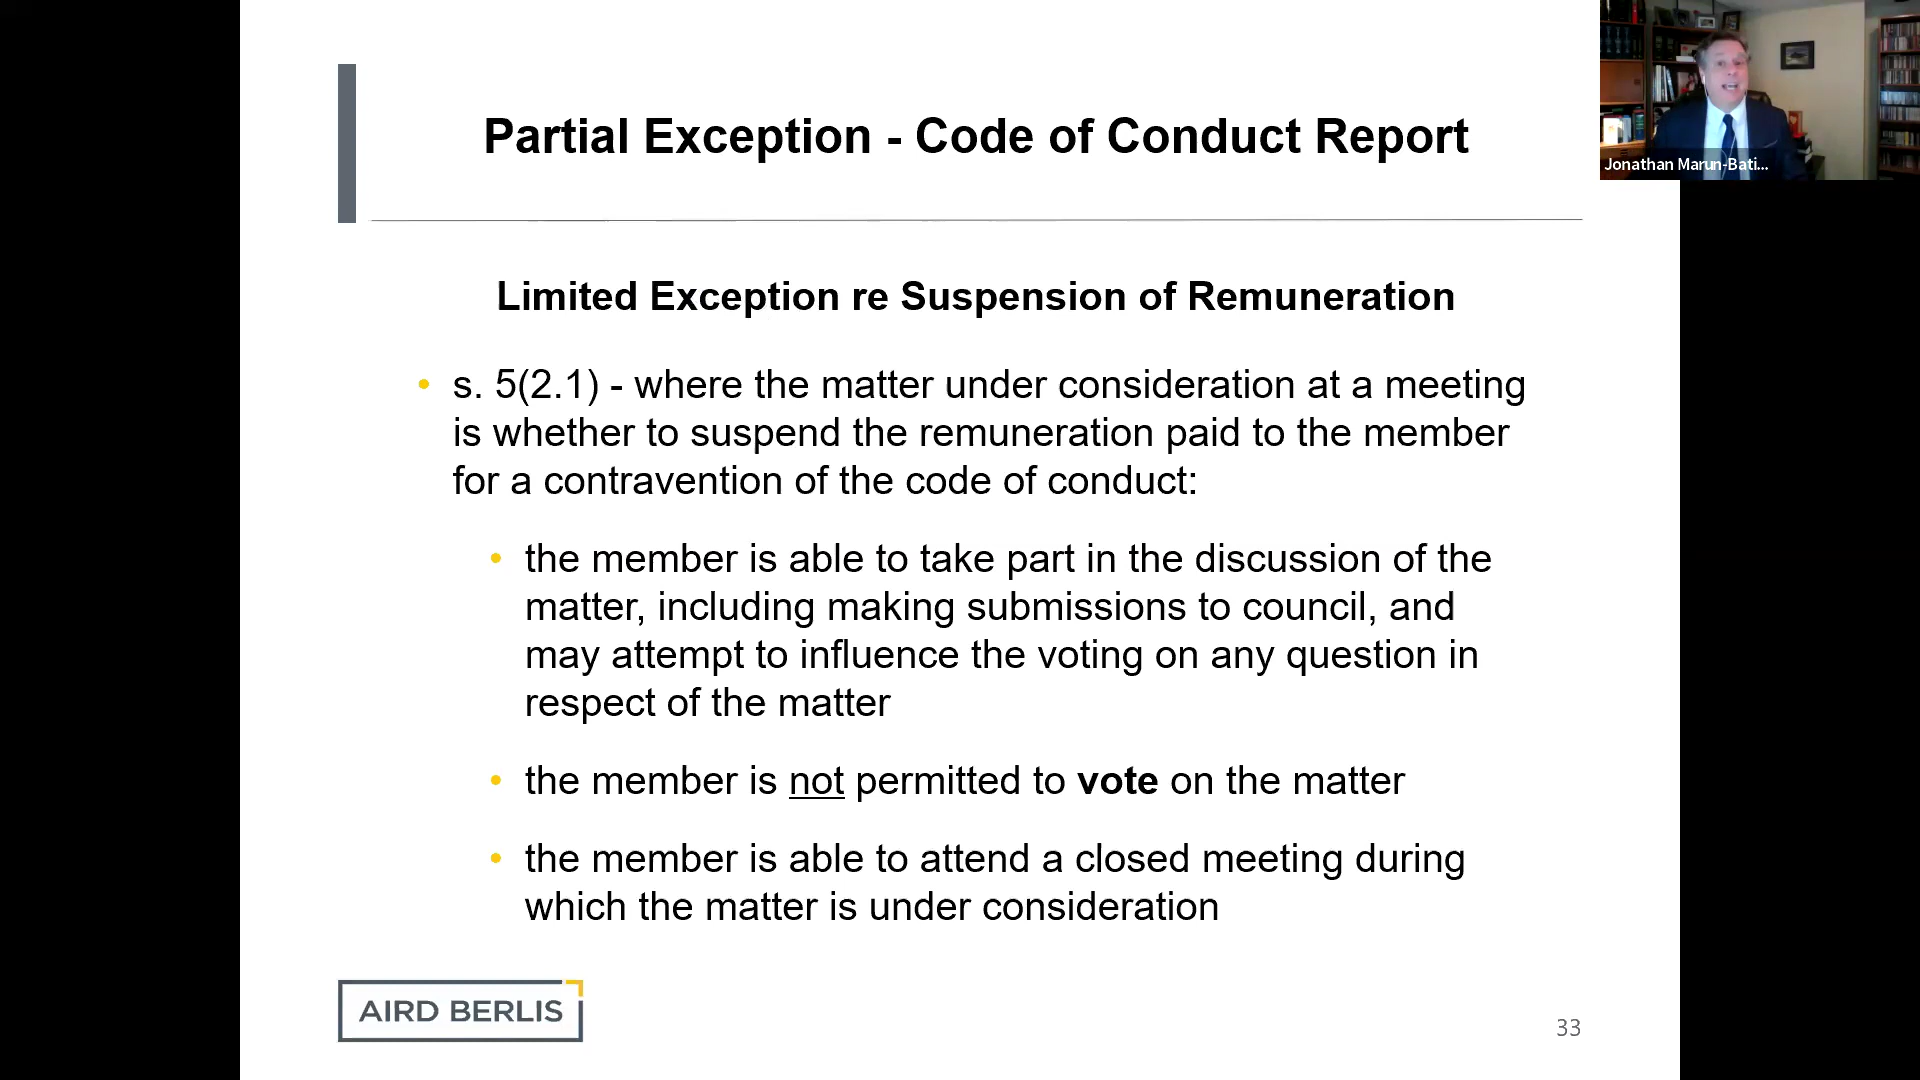 Partial Exception - Code of Conduct Report
Jonathan Marun-Bati...
Limited Exception re Suspension of Remuneration
• s. 5(2.1) - where the matter under consideration at a meeting
is whether to suspend the remuneration paid to the member
for a contravention of the code of conduct:
• the member is able to take part in the discussion of the
matter, including making submissions to council, and
may attempt to influence the voting on any question in
respect of the matter
• the member is not permitted to vote on the matter
• the member is able to attend a closed meeting during
which the matter is under consideration
AIRD BERLIS
33